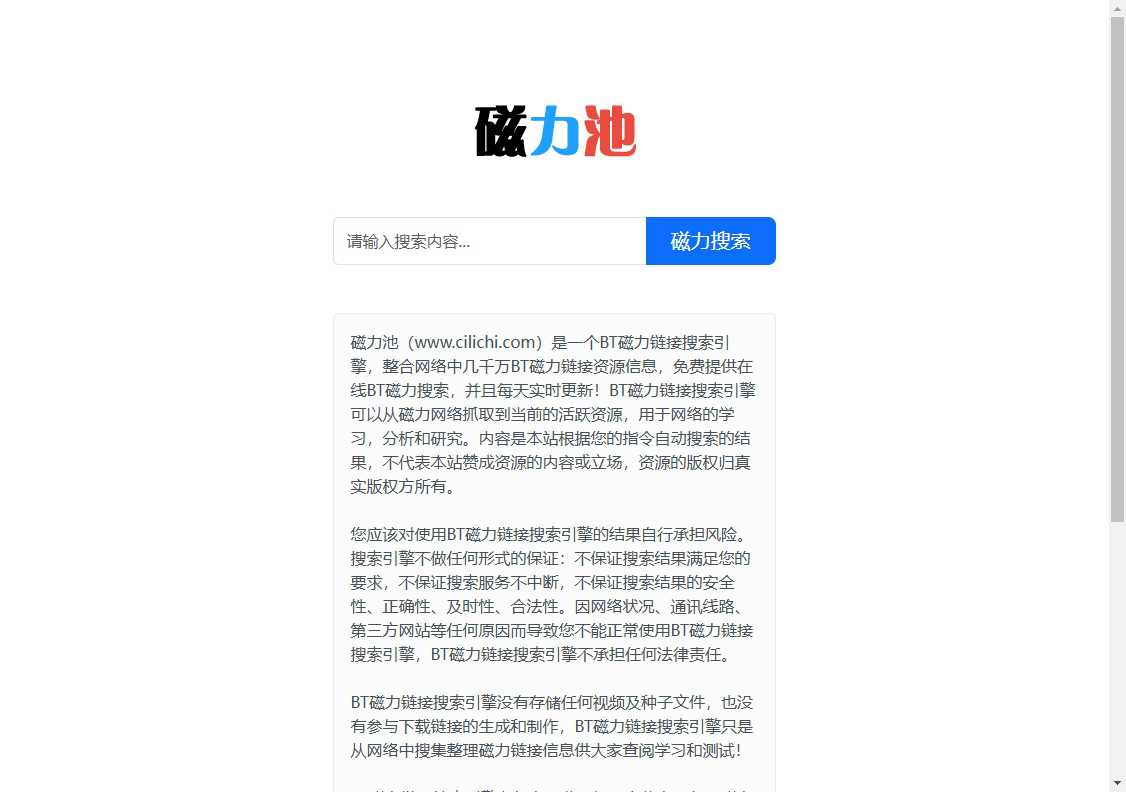 磁力池
请输入搜索内容...
磁力搜索
磁力池（www.cilichi.com）是一个BT磁力链接搜索引
擎，整合网络中几千万BT磁力链接资源信息，免费提供在
线BT磁力搜索，并且每天实时更新！BT磁力链接搜索引擎
可以从磁力网络抓取到当前的活跃资源，用于网络的学
习，分析和研究。内容是本站根据您的指令自动搜索的结
果，不代表本站赞成资源的内容或立场，资源的版权归真
实版权方所有。
您应该对使用BT磁力链接搜索引擎的结果自行承担风险。
搜索引擎不做任何形式的保证：不保证搜索结果满足您的
要求，不保证搜索服务不中断，不保证搜索结果的安全
性、正确性、及时性、合法性。因网络状况、通讯线路、
第三方网站等任何原因而导致您不能正常使用BT磁力链接
搜索引擎，BT磁力链接搜索引擎不承担任何法律责任。
BT磁力链接搜索引擎没有存储任何视频及种子文件，也没
有参与下载链接的生成和制作，BT磁力链接搜索引擎只是
从网络中搜集整理磁力链接信息供大家查阅学习和测试！